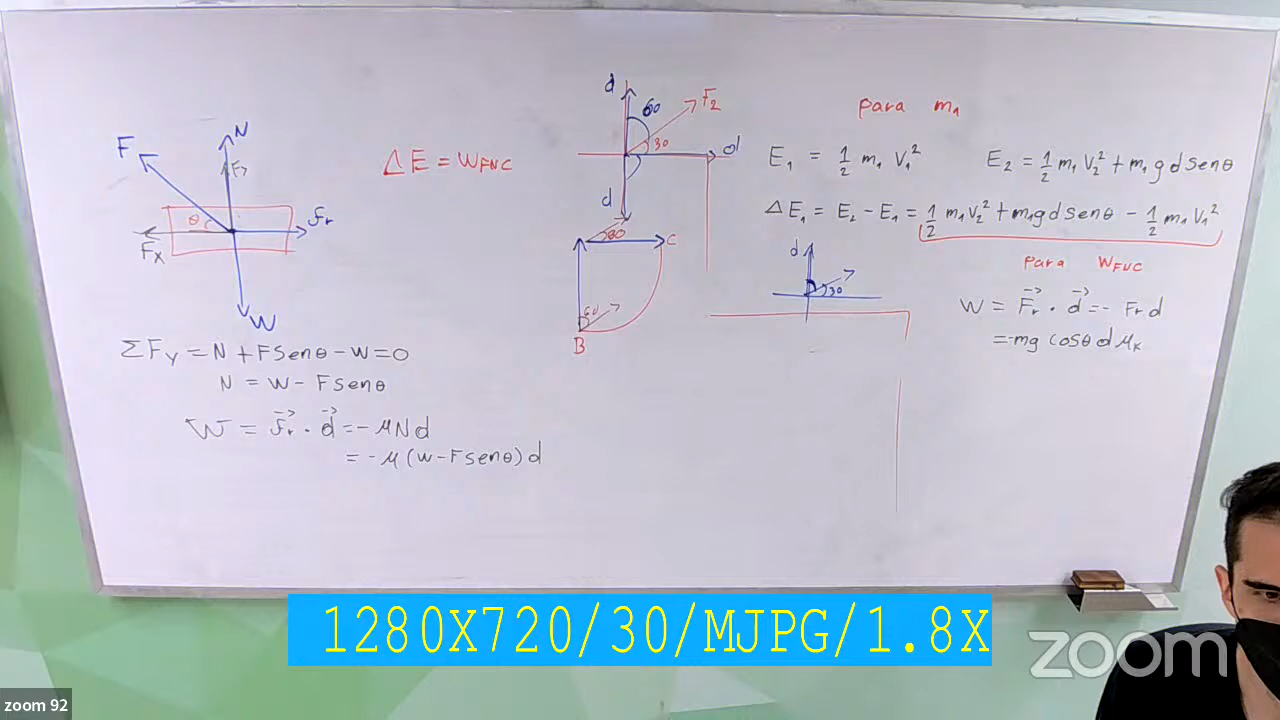 F
N
Fy
θ
fr
Fx
W
ΣFy = N + Fsenθ - W = 0
N = W - Fsenθ
W = fr · d = - μNd
= - μ (W - Fsenθ) d
ΔE = WFNC
d
60
F2
30
d
d
30
C
60
B
para m1
E1 = 1/2 m1 V1²
E2 = 1/2 m1 V2² + m1 g d senθ
ΔE1 = E2 - E1 = 1/2 m1 V2² + m1 g d senθ - 1/2 m1 V1²
d
30
para WFNC
W = Fr · d = - Fr d
= - mg cosθ d μk
1280X720/30/MJPG/1.8X
zoom
zoom 92